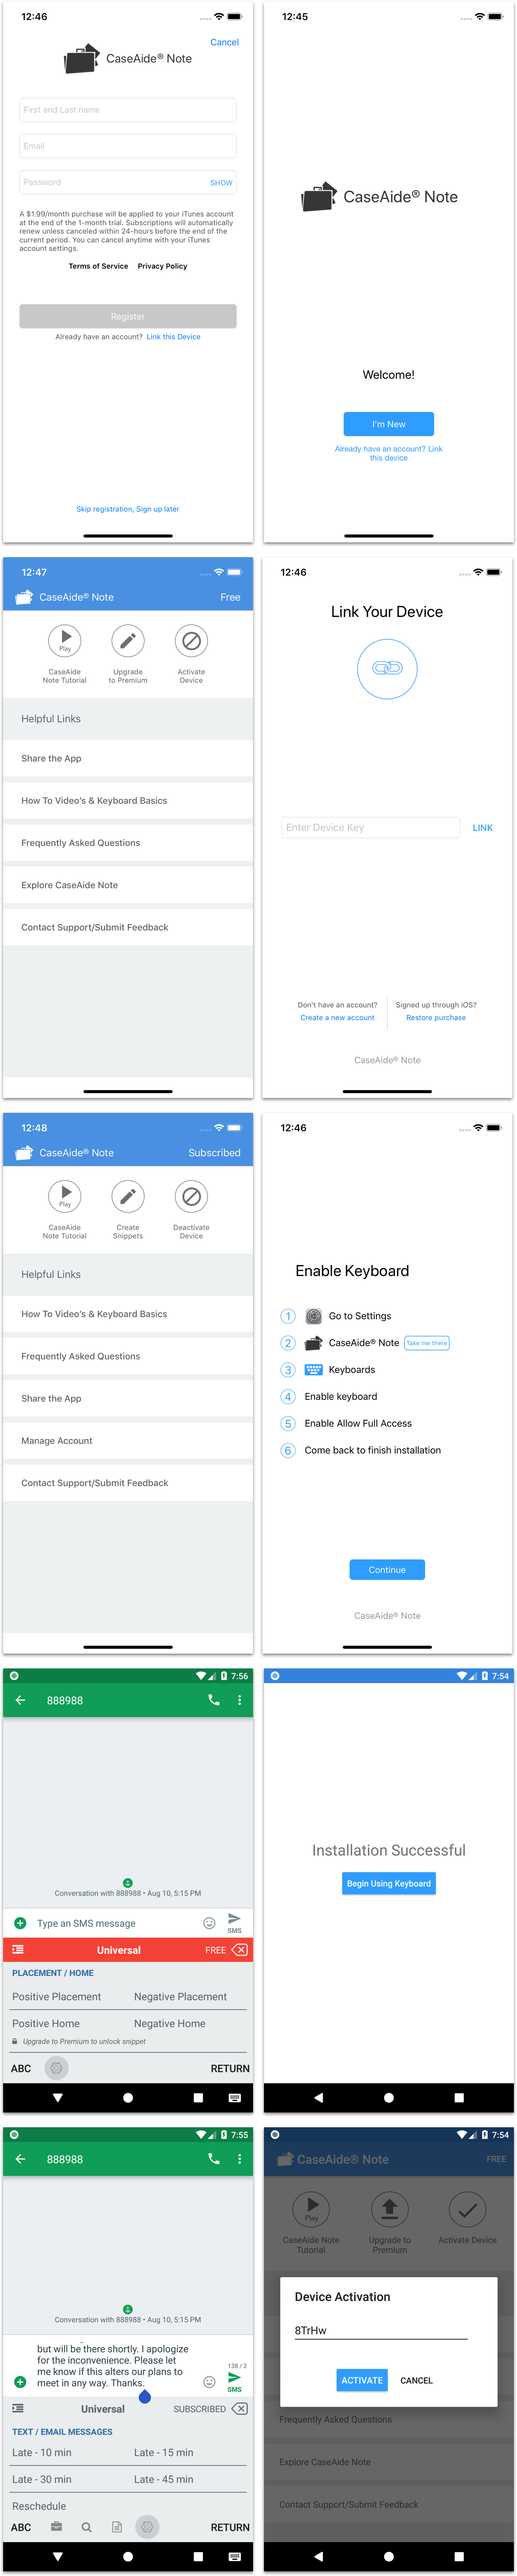 12:46
Cancel
CaseAide® Note
First and Last name
Email
Password
SHOW
A $1.99/month purchase will be applied to your iTunes account
at the end of the 1-month trial. Subscriptions will automatically
renew unless canceled within 24-hours before the end of the
current period. You can cancel anytime with your iTunes
account settings.
Terms of Service Privacy Policy
Register
Already have an account? Link this Device
Skip registration, Sign up later
12:45
CaseAide® Note
Welcome!
I'm New
Already have an account? Link
this device
12:47
CaseAide® Note
Free
Play
CaseAide
Note Tutorial
Upgrade
to Premium
Activate
Device
Helpful Links
Share the App
How To Video's & Keyboard Basics
Frequently Asked Questions
Explore CaseAide Note
Contact Support/Submit Feedback
12:46
Link Your Device
Enter Device Key
LINK
Don't have an account?
Create a new account
Signed up through iOS?
Restore purchase
CaseAide® Note
12:48
CaseAide® Note
Subscribed
Play
CaseAide
Note Tutorial
Create
Snippets
Deactivate
Device
Helpful Links
How To Video's & Keyboard Basics
Frequently Asked Questions
Share the App
Manage Account
Contact Support/Submit Feedback
12:46
Enable Keyboard
1 Go to Settings
2 CaseAide® Note Take me there
3 Keyboards
4 Enable keyboard
5 Enable Allow Full Access
6 Come back to finish installation
Continue
CaseAide® Note
7:56
888988
Conversation with 888988 • Aug 10, 5:15 PM
Type an SMS message
SMS
Universal
FREE
PLACEMENT / HOME
Positive Placement Negative Placement
Positive Home Negative Home
Upgrade to Premium to unlock snippet
ABC
RETURN
7:54
Installation Successful
Begin Using Keyboard
7:55
888988
Conversation with 888988 • Aug 10, 5:15 PM
but will be there shortly. I apologize
for the inconvenience. Please let
me know if this alters our plans to
meet in any way. Thanks.
138 / 2
SMS
Universal
SUBSCRIBED
TEXT / EMAIL MESSAGES
Late - 10 min Late - 15 min
Late - 30 min Late - 45 min
Reschedule
ABC
RETURN
7:54
CaseAide® Note
FREE
Play
CaseAide Note
Tutorial
Upgrade to
Premium
Activate Device
Device Activation
8TrHw
ACTIVATE
CANCEL
Frequently Asked Questions
Explore CaseAide Note
Contact Support/Submit Feedback